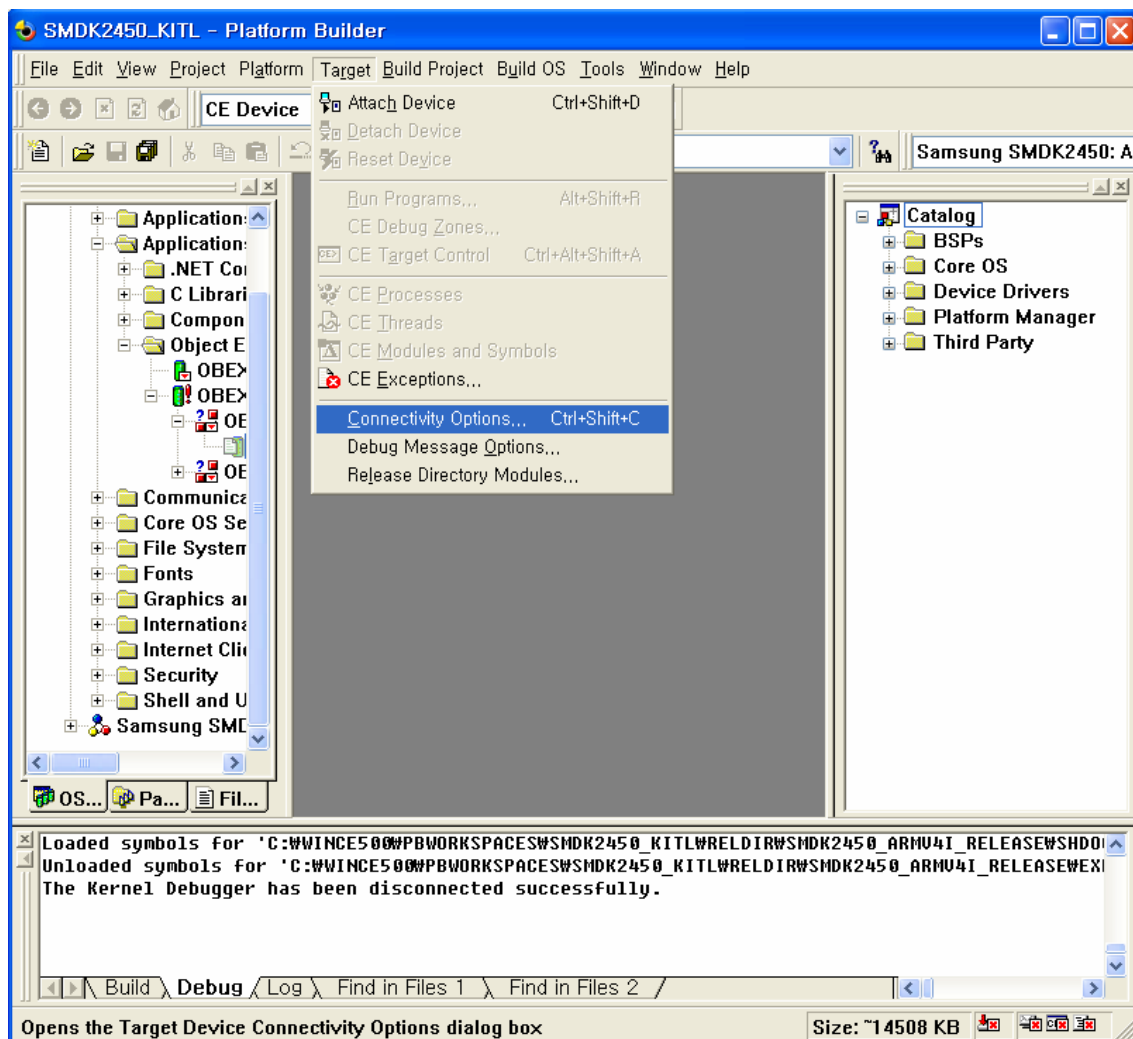 SMDK2450_KITL - Platform Builder
File Edit View Project Platform Target Build Project Build OS Tools Window Help
CE Device
Samsung SMDK2450: A
Attach Device Ctrl+Shift+D
Detach Device
Reset Device
Run Programs... Alt+Shift+R
CE Debug Zones...
CE> CE Target Control Ctrl+Alt+Shift+A
CE Processes
CE Threads
CE Modules and Symbols
CE Exceptions...
Connectivity Options... Ctrl+Shift+C
Debug Message Options...
Release Directory Modules...
Application:
Application:
.NET Co
C Librari
Compon
Object E
OBEX
OBEX
OE
OE
Communica
Core OS Se
File System
Fonts
Graphics a
Internationa
Internet Clie
Security
Shell and U
Samsung SMD
OS... Pa... Fil...
Catalog
BSPs
Core OS
Device Drivers
Platform Manager
Third Party
Loaded symbols for 'C:₩WINCE500₩PBWORKSPACES₩SMDK2450_KITL₩RELDIR₩SMDK2450_ARMV4I_RELEASE₩SHDO
Unloaded symbols for 'C:₩WINCE500₩PBWORKSPACES₩SMDK2450_KITL₩RELDIR₩SMDK2450_ARMV4I_RELEASE₩EX
The Kernel Debugger has been disconnected successfully.
Build Debug Log Find in Files 1 Find in Files 2
Opens the Target Device Connectivity Options dialog box
Size: ~14508 KB